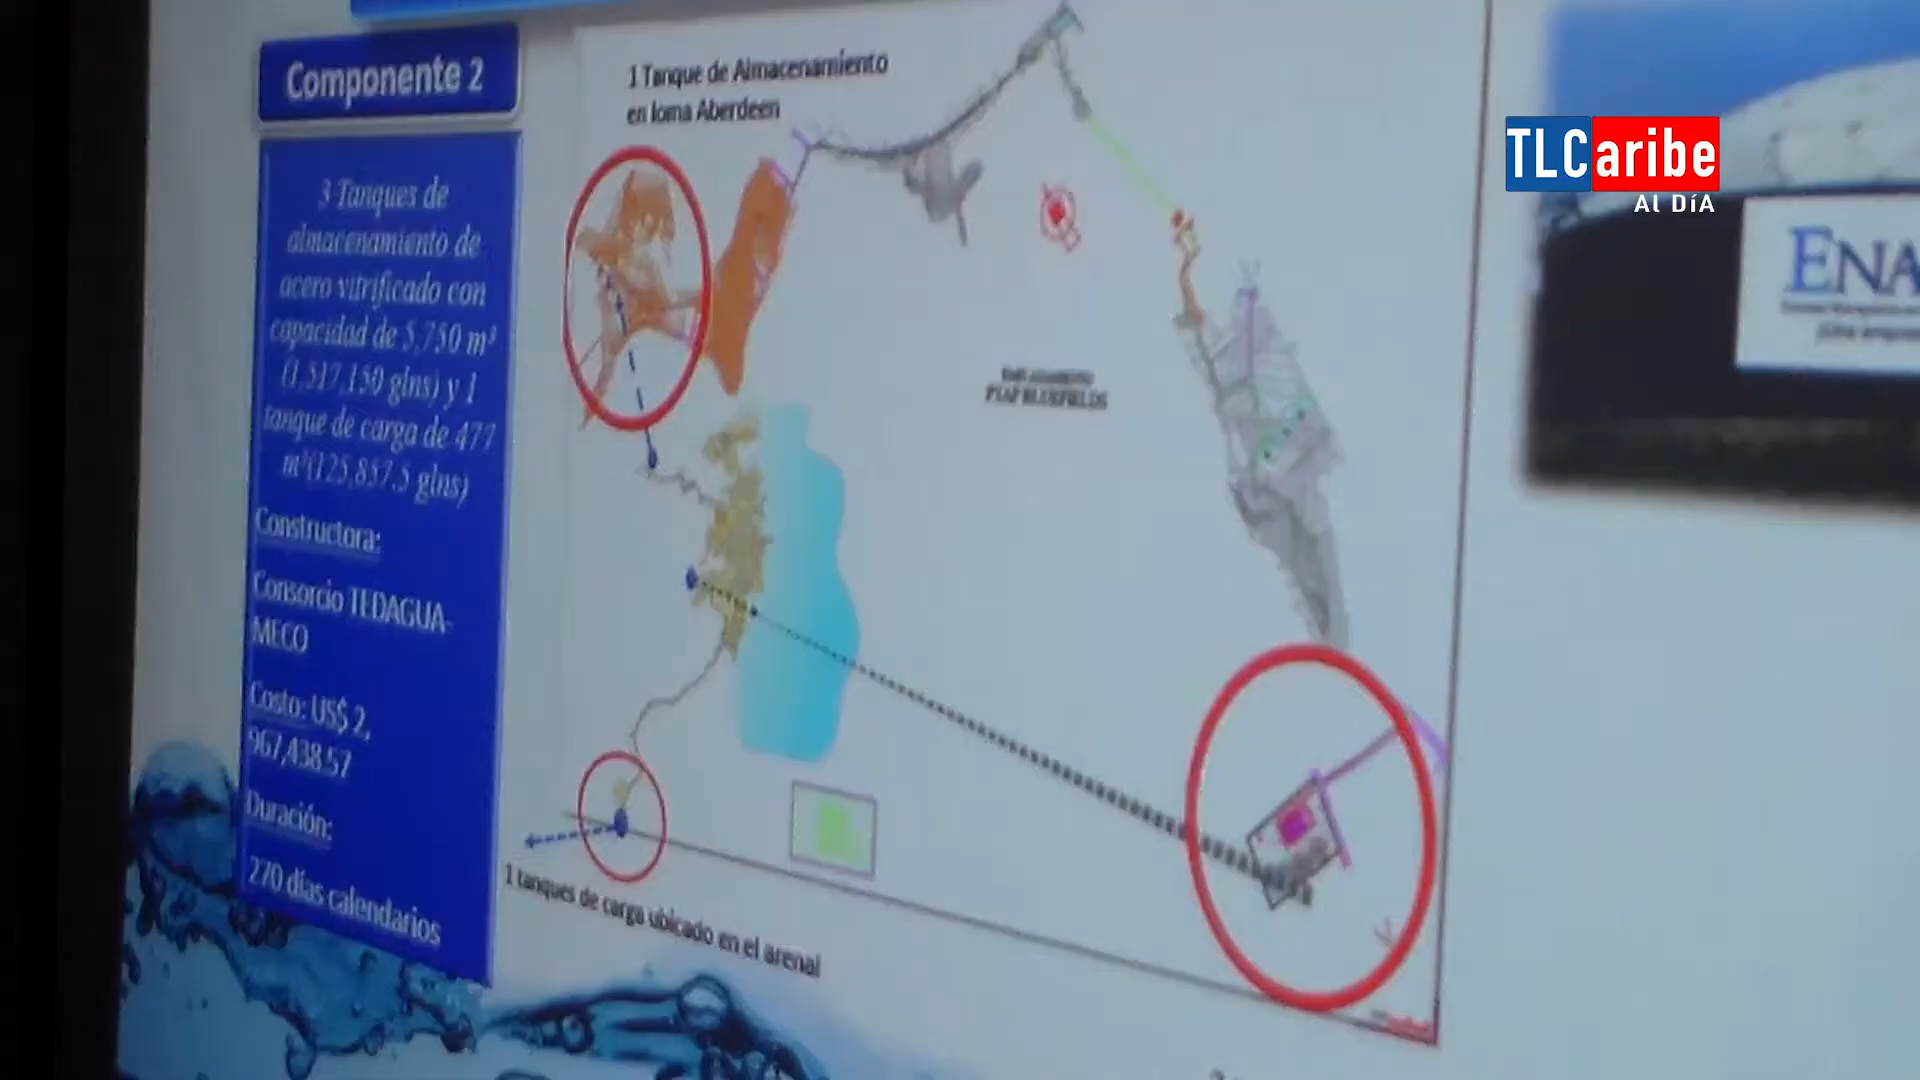 Componente 2
3 Tanques de
almacenamiento de
acero vitrificado con
capacidad de 5,750 m³
(1,517,150 glns) y 1
tanque de carga de 477
m³(125,857.5 glns)
Constructora:
Consorcio TEDAGUA-
MECO
Costo: US$ 2,
967,438.57
Duración:
270 días calendarios
1 Tanque de Almacenamiento
en loma Aberdeen
BLUEFIELDS
1 tanques de carga ubicado en el arenal
TLCaribe
Al DíA
ENA